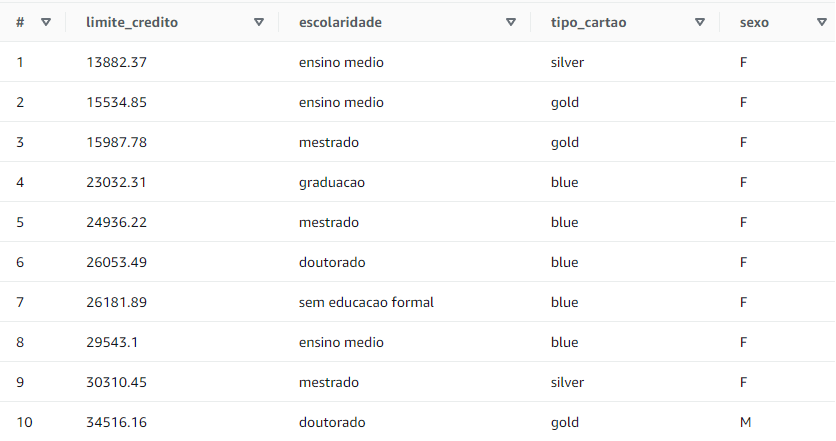 # limite_credito escolaridade tipo_cartao sexo
1 13882.37 ensino medio silver F
2 15534.85 ensino medio gold F
3 15987.78 mestrado gold F
4 23032.31 graduacao blue F
5 24936.22 mestrado blue F
6 26053.49 doutorado blue F
7 26181.89 sem educacao formal blue F
8 29543.1 ensino medio blue F
9 30310.45 mestrado silver F
10 34516.16 doutorado gold M